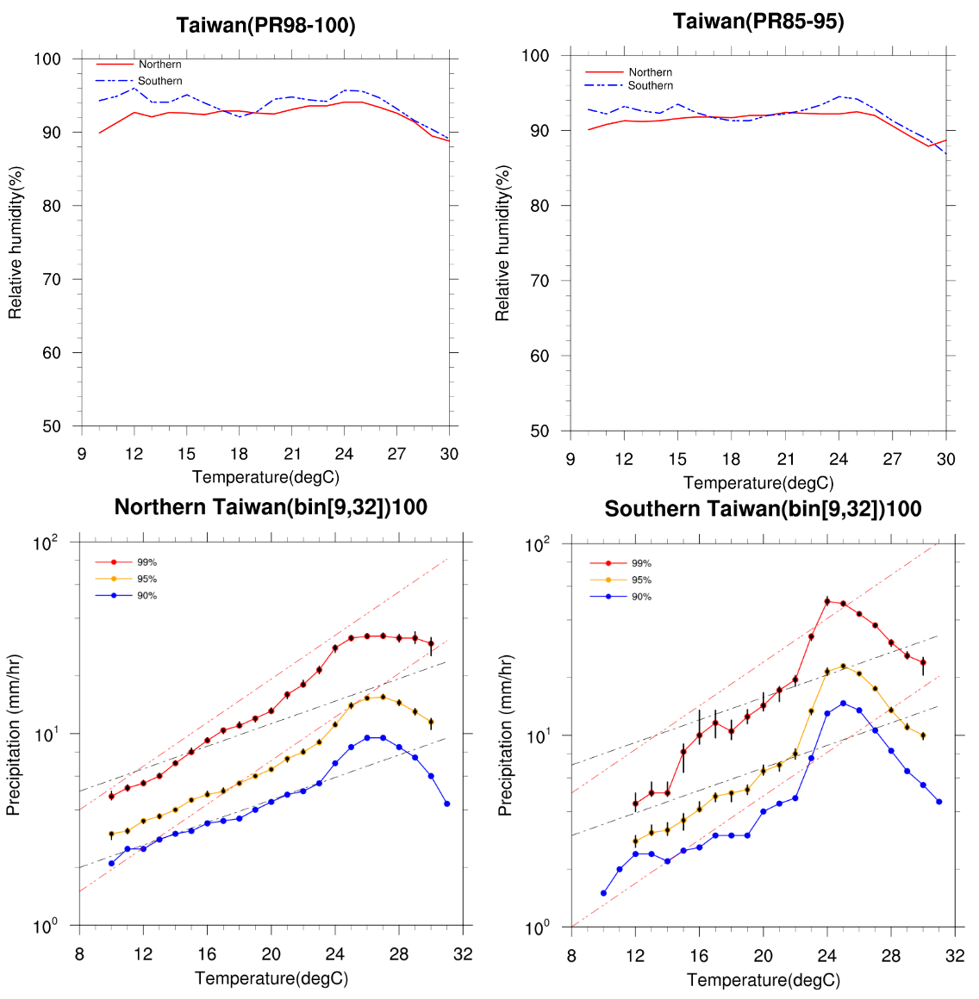 Taiwan(PR98-100)
Northern
Southern
100
90
80
70
60
50
Relative humidity(%)
9 12 15 18 21 24 27 30
Temperature(degC)
Taiwan(PR85-95)
Northern
Southern
100
90
80
70
60
50
Relative humidity(%)
9 12 15 18 21 24 27 30
Temperature(degC)
Northern Taiwan(bin[9,32])100
99%
95%
90%
10²
10¹
10⁰
Precipitation (mm/hr)
8 12 16 20 24 28 32
Temperature(degC)
Southern Taiwan(bin[9,32])100
99%
95%
90%
10²
10¹
10⁰
Precipitation (mm/hr)
8 12 16 20 24 28 32
Temperature(degC)